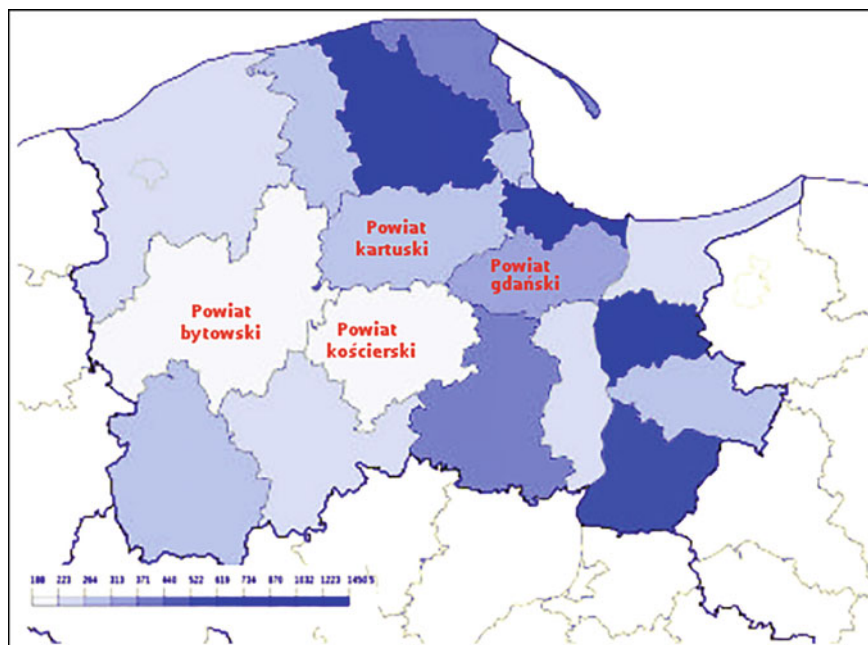 Powiat
kartuski
Powiat
gdański
Powiat
bytowski
Powiat
kościerski
188 223 264 313 371 440 522 619 734 870 1032 1223 1450